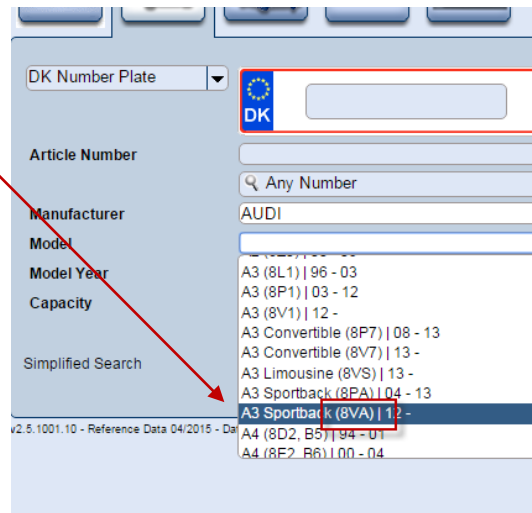 DK Number Plate
DK
Article Number
Any Number
Manufacturer
AUDI
Model
Model Year
A3 (8L1) | 96 - 03
A3 (8P1) | 03 - 12
Capacity
A3 (8V1) | 12 -
A3 Convertible (8P7) | 08 - 13
A3 Convertible (8V7) | 13 -
Simplified Search
A3 Limousine (8VS) | 13 -
A3 Sportback (8PA) | 04 - 13
A3 Sportback (8VA) | 12 -
v2.5.1001.10 - Reference Data 04/2015 - Da
A4 (8D2, B5) | 94 - 01
A4 (8E2, B6) | 00 - 04